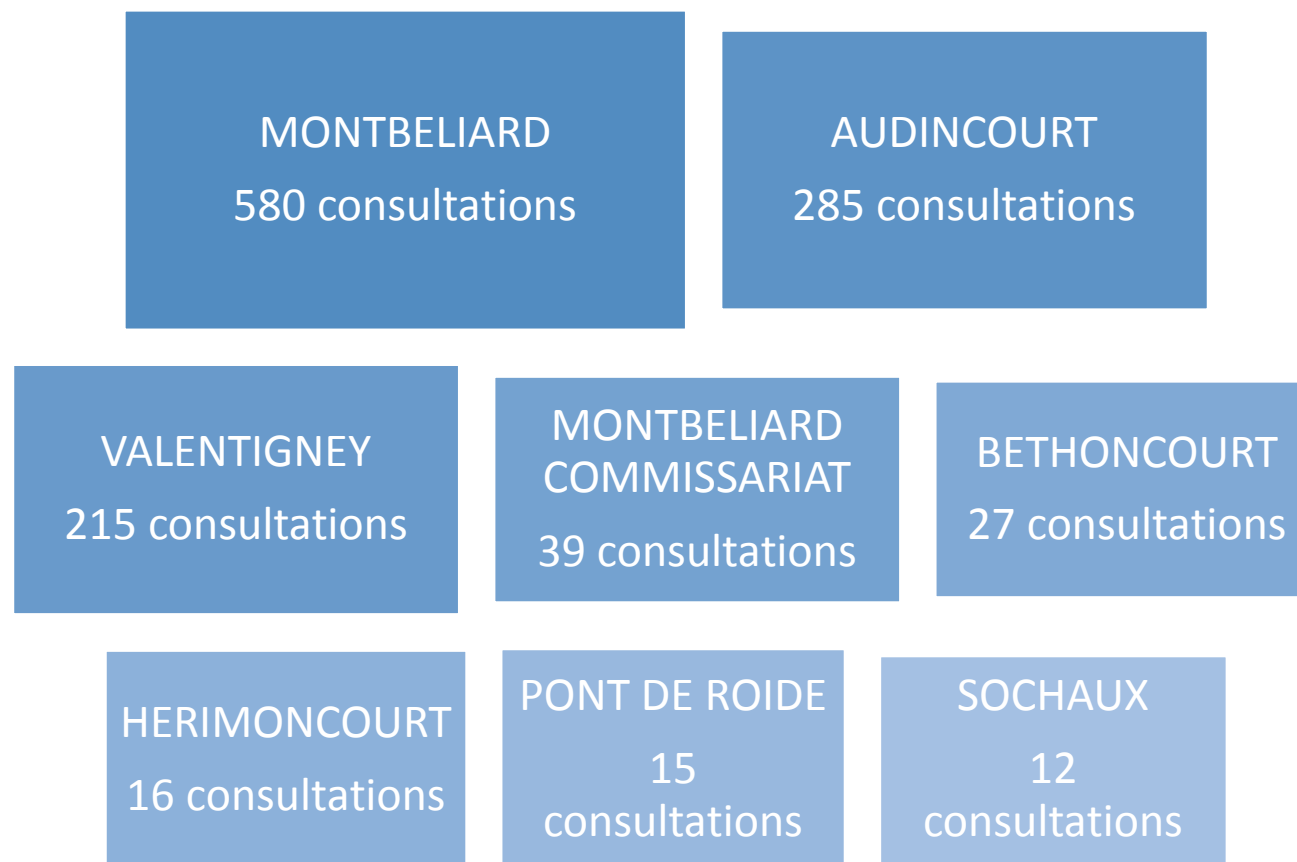 MONTBELIARD
580 consultations
AUDINCOURT
285 consultations
VALENTIGNEY
215 consultations
MONTBELIARD
COMMISSARIAT
39 consultations
BETHONCOURT
27 consultations
HERIMONCOURT
16 consultations
PONT DE ROIDE
15
consultations
SOCHAUX
12
consultations